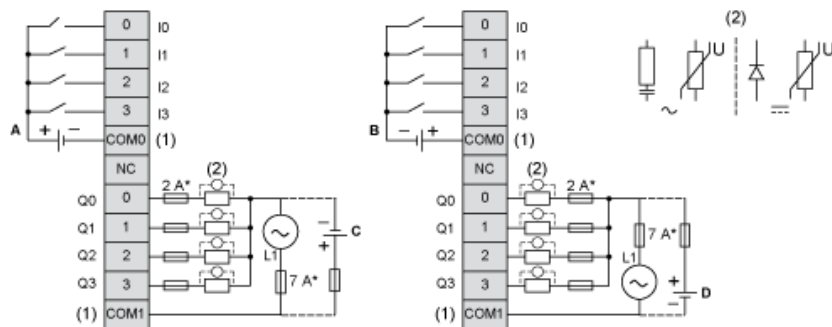 (2)
0 I0
1 I1
2 I2
3 I3
A + − COM0 (1)
NC
(2)
Q0 0 2 A*
Q1 1
Q2 2
Q3 3
(1) COM1
L1 7 A*
− + C
0 I0
1 I1
2 I2
3 I3
B − + COM0 (1)
NC
(2)
Q0 0 2 A*
Q1 1
Q2 2
Q3 3
(1) COM1
7 A*
L1
+ − D
U U